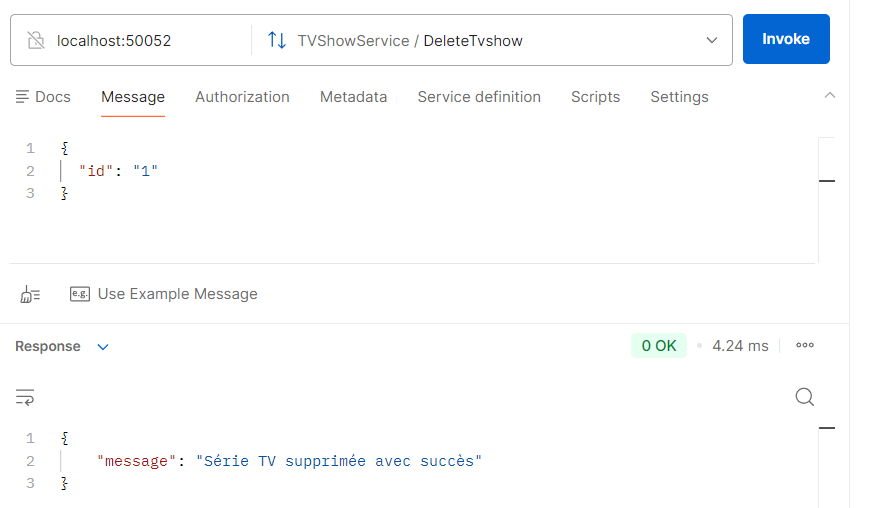 localhost:50052 TVShowService / DeleteTvshow Invoke
Docs Message Authorization Metadata Service definition Scripts Settings
1 {
2 "id": "1"
3 }
e.g. Use Example Message
Response 0 OK 4.24 ms
1 {
2 "message": "Série TV supprimée avec succès"
3 }